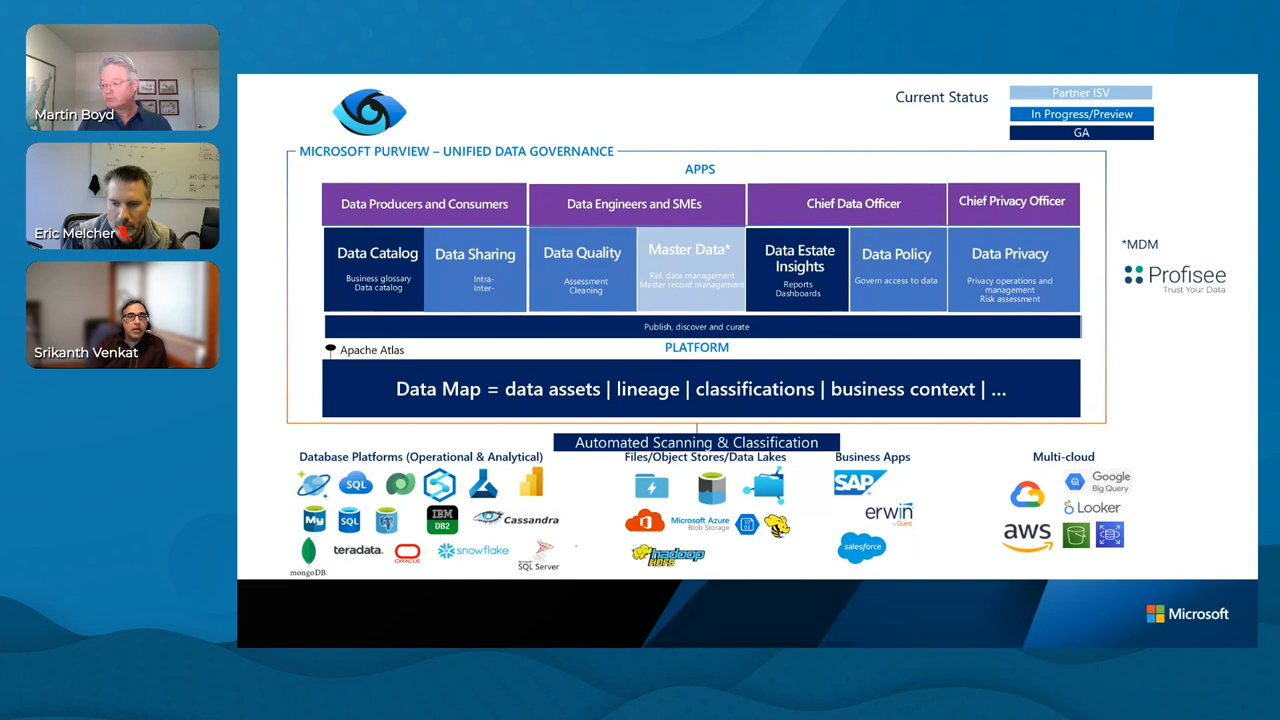 Martin Boyd
Eric Melcher
Srikanth Venkat
Current Status
Partner ISV
In Progress/Preview
GA
MICROSOFT PURVIEW – UNIFIED DATA GOVERNANCE
APPS
Data Producers and Consumers
Data Engineers and SMEs
Chief Data Officer
Chief Privacy Officer
Data Catalog
Business glossary
Data catalog
Data Sharing
Intra-
Inter-
Data Quality
Assessment
Cleaning
Master Data*
Ref. data management
Master record management
Data Estate
Insights
Reports
Dashboards
Data Policy
Govern access to data
Data Privacy
Privacy operations and
management
Risk assessment
*MDM
Profisee
Trust Your Data
Publish, discover and curate
Apache Atlas
PLATFORM
Data Map = data assets | lineage | classifications | business context | ...
Automated Scanning & Classification
Database Platforms (Operational & Analytical)
SQL
My
SQL
IBM
DB2
Cassandra
mongoDB.
teradata.
ORACLE
snowflake
SQL Server
Files/Object Stores/Data Lakes
Microsoft Azure
Blob Storage
hadoop
HDFS
Business Apps
SAP
erwin
by Quest
salesforce
Multi-cloud
Google
Big Query
Looker
aws
Microsoft